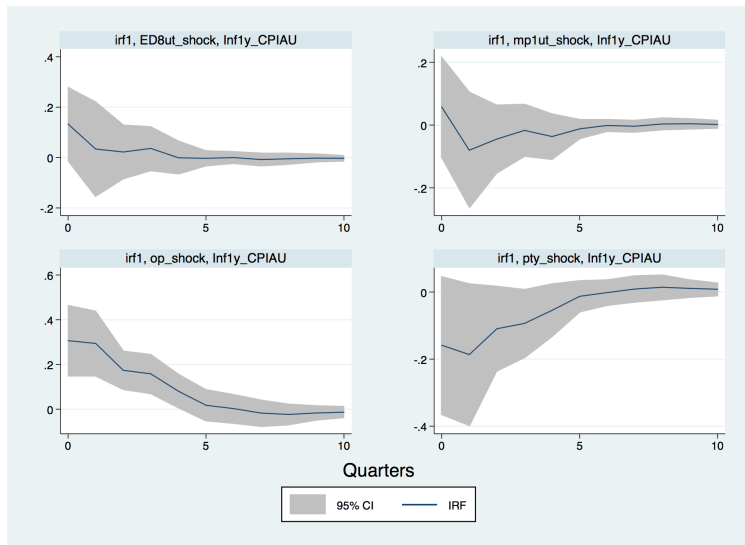 irf1, ED8ut_shock, Inf1y_CPIAU
irf1, mp1ut_shock, Inf1y_CPIAU
.4
.2
0
-.2
0 5 10
.2
0
-.2
0 5 10
irf1, op_shock, Inf1y_CPIAU
irf1, pty_shock, Inf1y_CPIAU
.6
.4
.2
0
0 5 10
0
-.2
-.4
0 5 10
Quarters
95% CI IRF